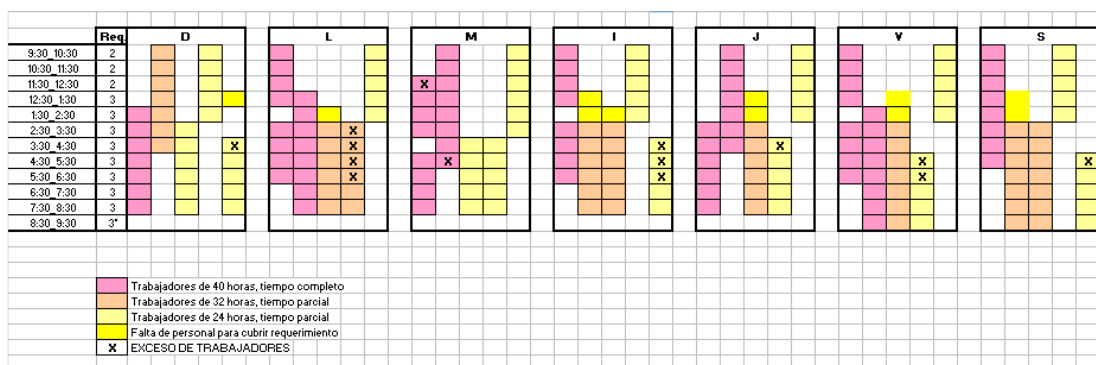 Req. D L M I J V S
9:30_10:30 2
10:30_11:30 2
11:30_12:30 2 X
12:30_1:30 3
1:30_2:30 3
2:30_3:30 3 X
3:30_4:30 3 X X X X
4:30_5:30 3 X X X X X
5:30_6:30 3 X X X
6:30_7:30 3
7:30_8:30 3
8:30_9:30 3*
Trabajadores de 40 horas, tiempo completo
Trabajadores de 32 horas, tiempo parcial
Trabajadores de 24 horas, tiempo parcial
Falta de personal para cubrir requerimiento
X EXCESO DE TRABAJADORES